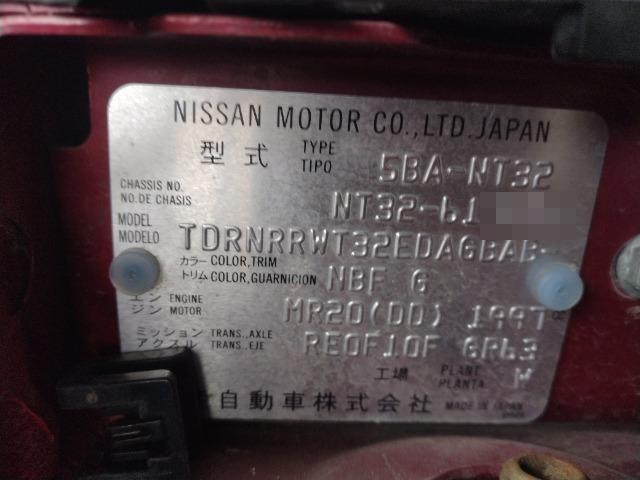 NISSAN MOTOR CO.,LTD.JAPAN
型式 TYPE TIPO 5BA-NT32
CHASSIS NO. NO.DE CHASIS NT32-61
MODEL MODELO TDRNRRWT32EDAGBAB-
カラー COLOR,TRIM トリム COLOR,GUARNICION NBF G
エンジン ENGINE MOTOR MR20(DD) 1997 cc
ミッション TRANS.,AXLE アクスル TRANS.,EJE RE0F10F GR63
工場 PLANT PLANTA W
自動車株式会社 MADE IN JAPAN